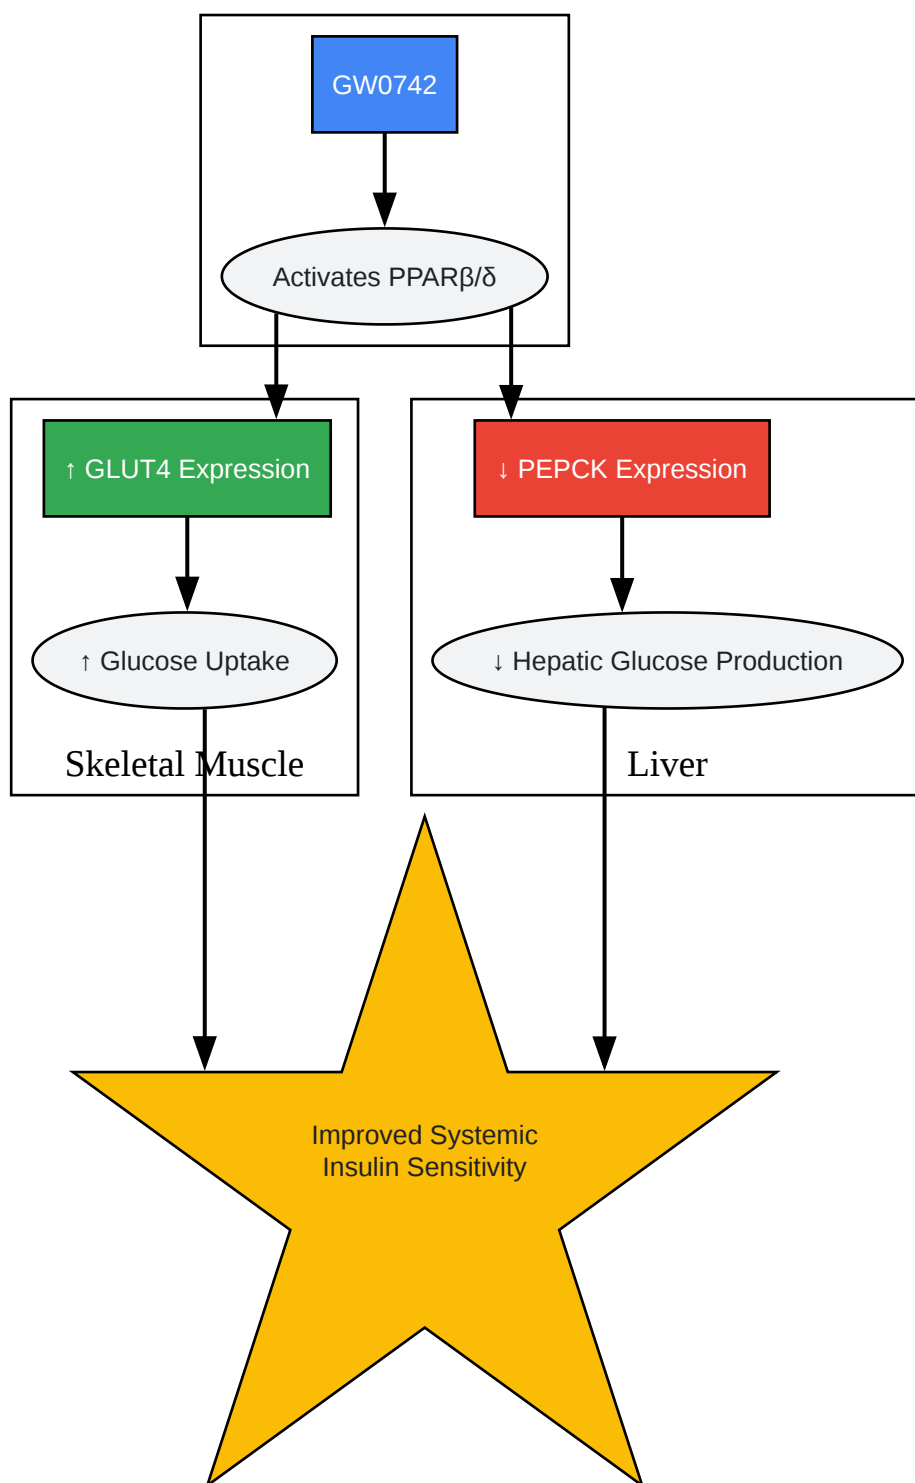 GW0742
Activates PPARβ/δ
↑ GLUT4 Expression
↓ PEPCK Expression
↑ Glucose Uptake
↓ Hepatic Glucose Production
Skeletal Muscle
Liver
Improved Systemic
Insulin Sensitivity